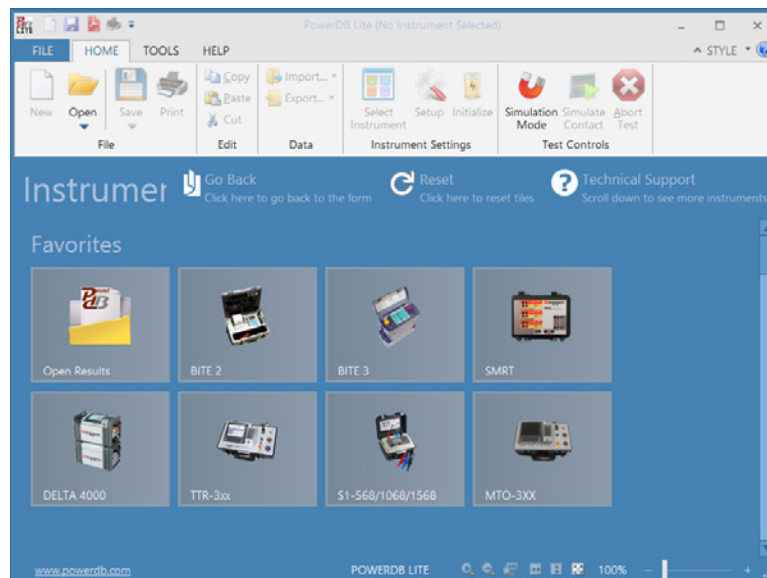 PowerDB Lite (No Instrument Selected)
FILE HOME TOOLS HELP
STYLE
New Open Save Print
Copy
Paste
Cut
Import...
Export...
Select Instrument Setup Initialize
Simulation Mode Simulate Contact Abort Test
File Edit Data Instrument Settings Test Controls
Instrumer
Go Back
Click here to go back to the form
Reset
Click here to reset tiles
Technical Support
Scroll down to see more instruments
Favorites
Open Results
BITE 2
BITE 3
SMRT
DELTA 4000
TTR-3xx
S1-568/1068/1568
MTO-3XX
www.powerdb.com
POWERDB LITE
100%